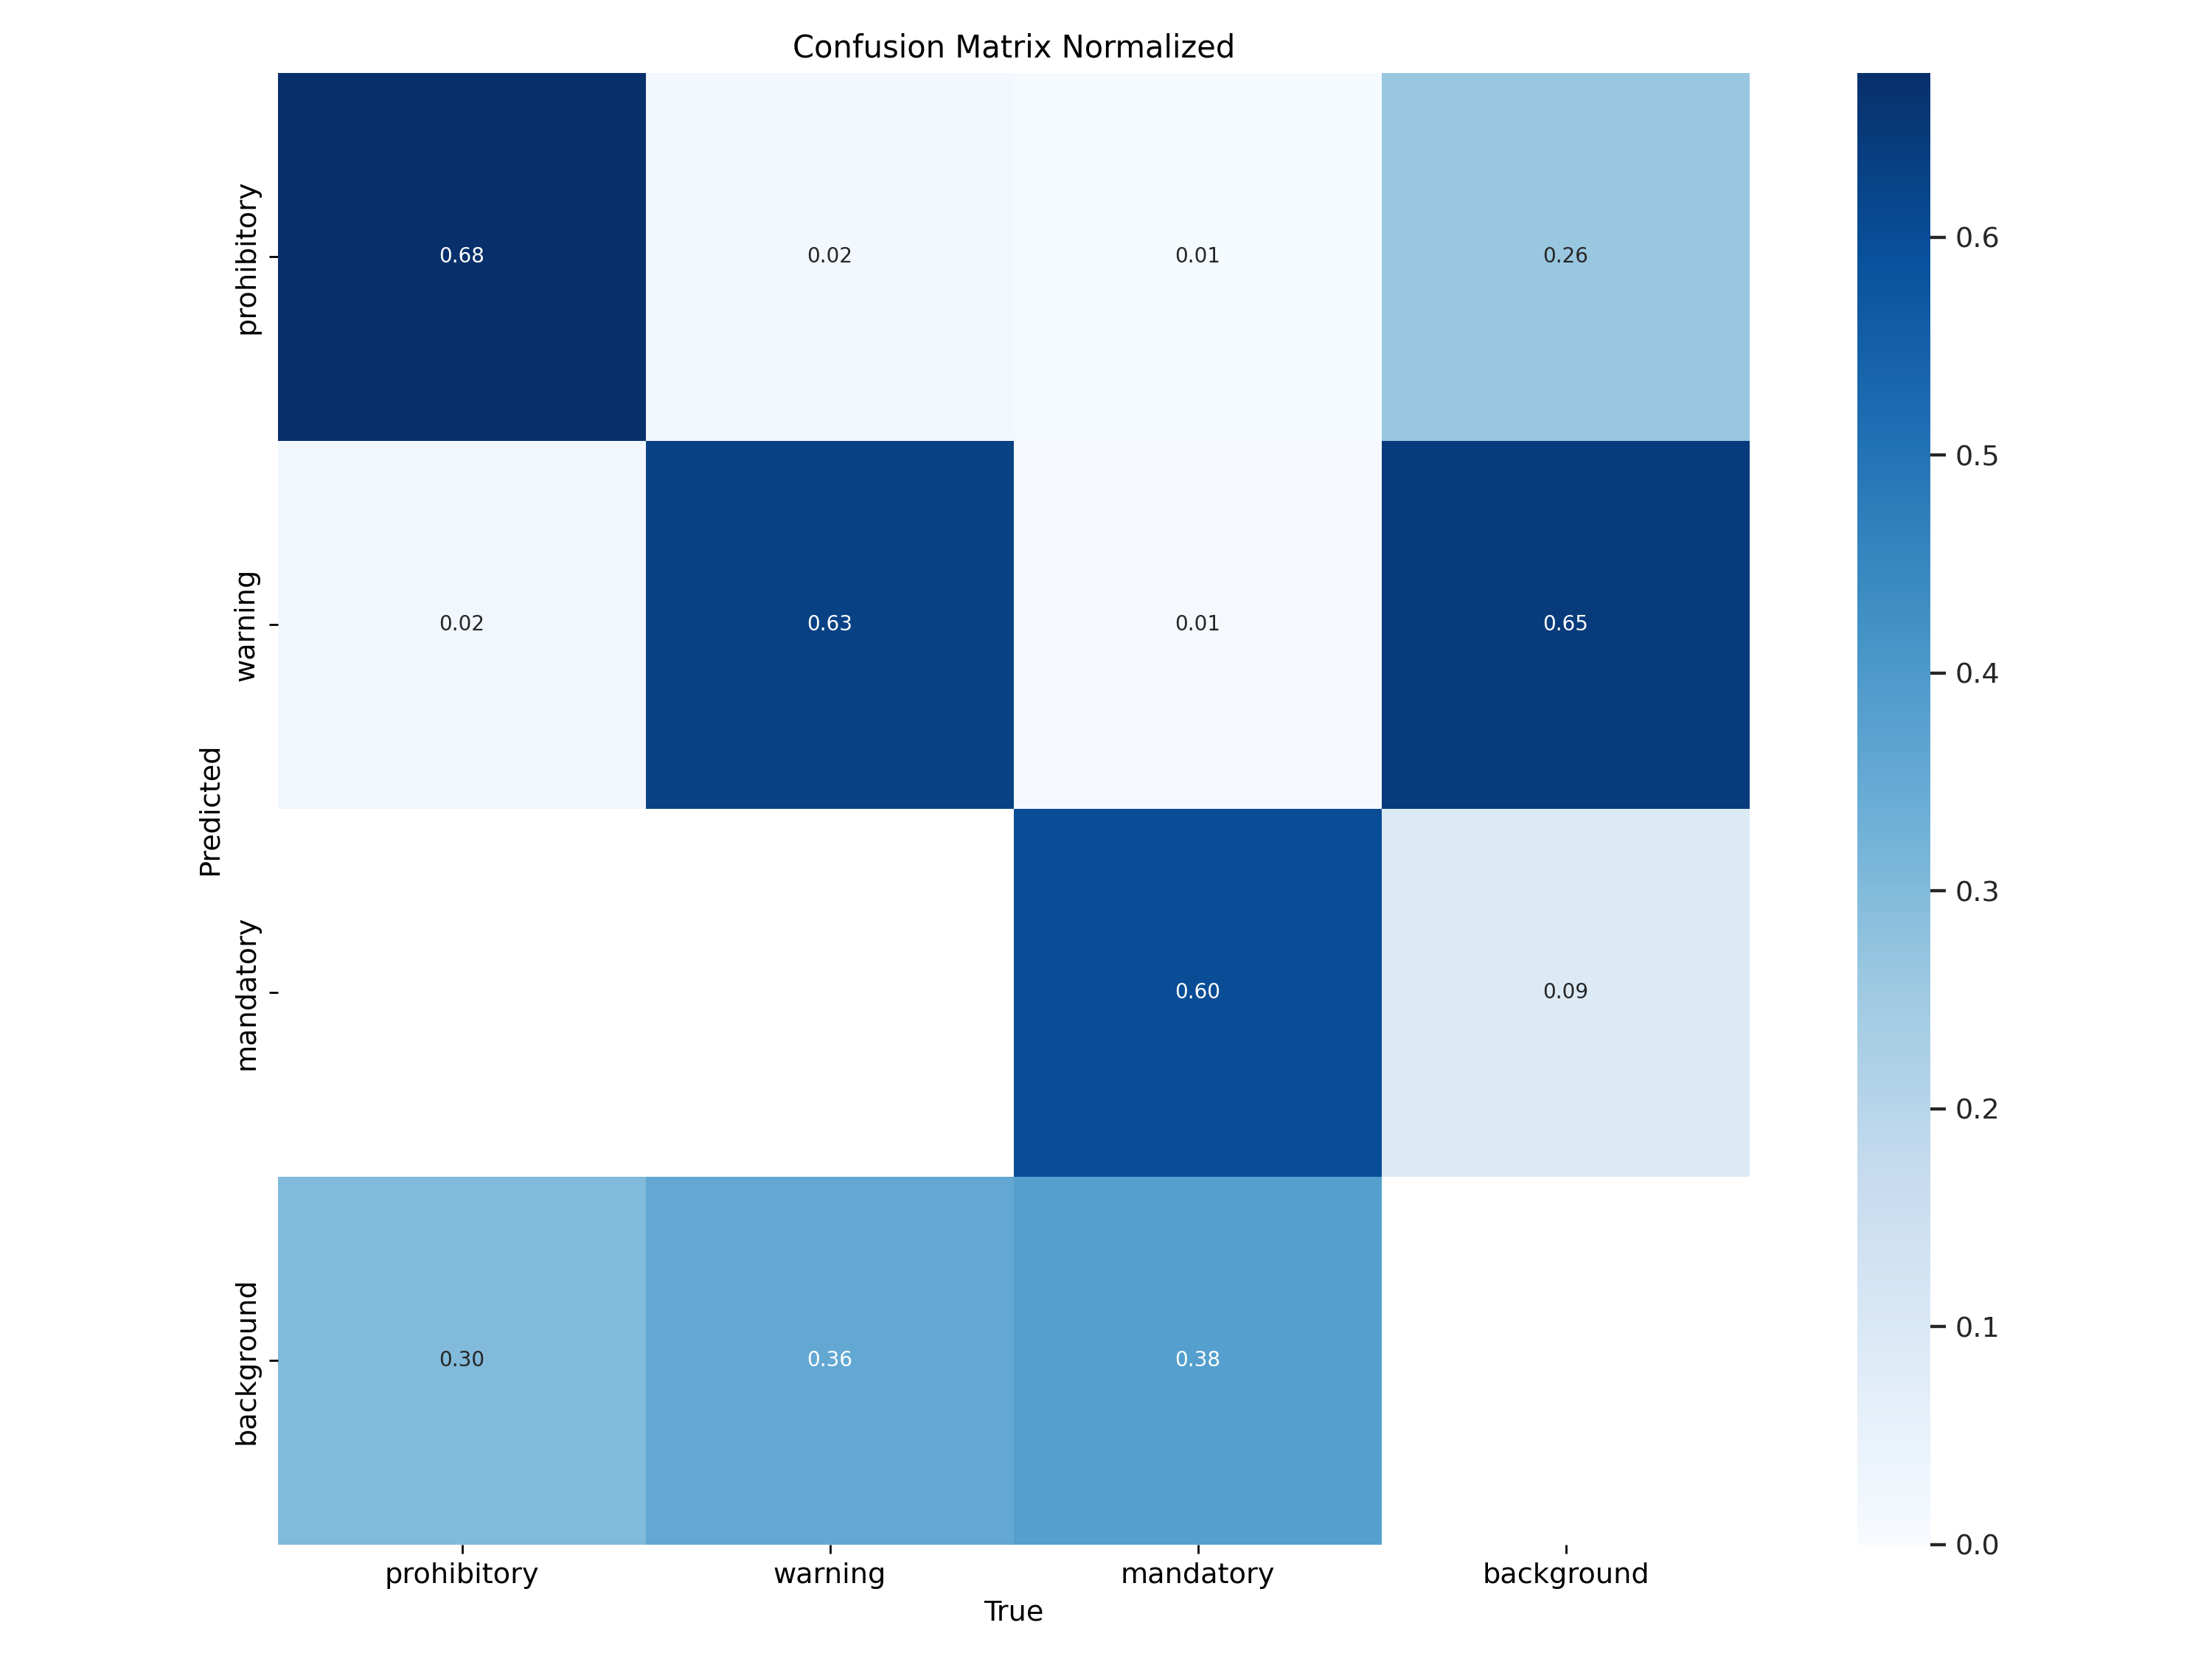 Confusion Matrix Normalized
prohibitory
0.68
0.02
0.01
0.26
warning
0.02
0.63
0.01
0.65
Predicted
mandatory
0.60
0.09
background
0.30
0.36
0.38
prohibitory
warning
mandatory
background
True
0.6
0.5
0.4
0.3
0.2
0.1
0.0